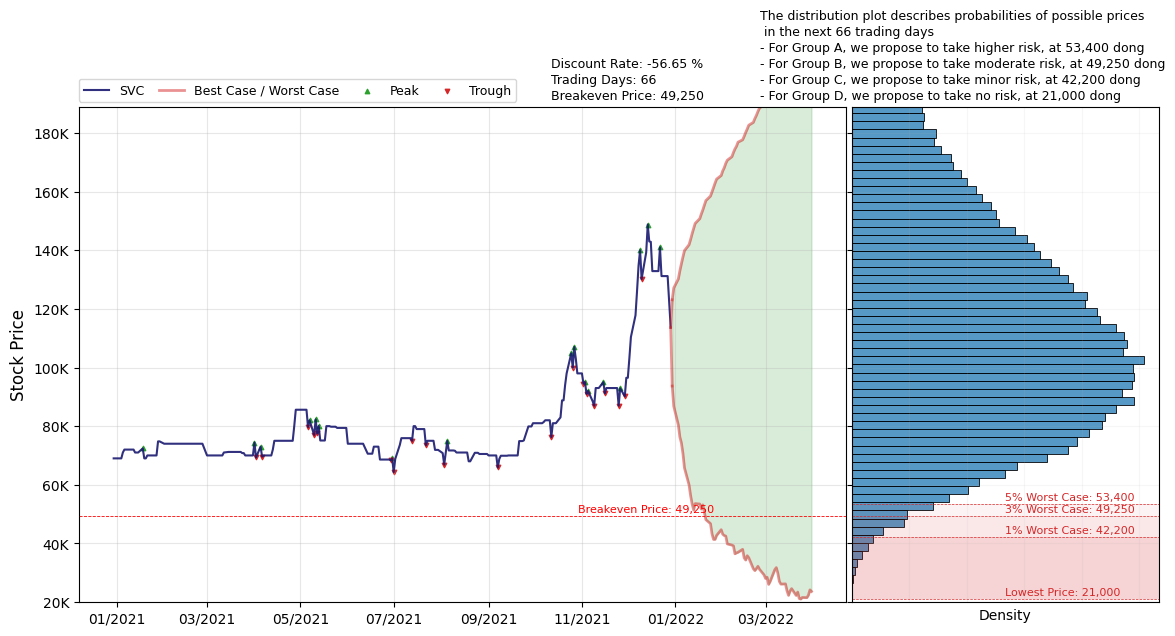 The distribution plot describes probabilities of possible prices
in the next 66 trading days
- For Group A, we propose to take higher risk, at 53,400 dong
- For Group B, we propose to take moderate risk, at 49,250 dong
- For Group C, we propose to take minor risk, at 42,200 dong
- For Group D, we propose to take no risk, at 21,000 dong
Discount Rate: -56.65 %
Trading Days: 66
Breakeven Price: 49,250
SVC
Best Case / Worst Case
Peak
Trough
Stock Price
180K
160K
140K
120K
100K
80K
60K
40K
20K
Breakeven Price: 49,250
5% Worst Case: 53,400
3% Worst Case: 49,250
1% Worst Case: 42,200
Lowest Price: 21,000
01/2021
03/2021
05/2021
07/2021
09/2021
11/2021
01/2022
03/2022
Density